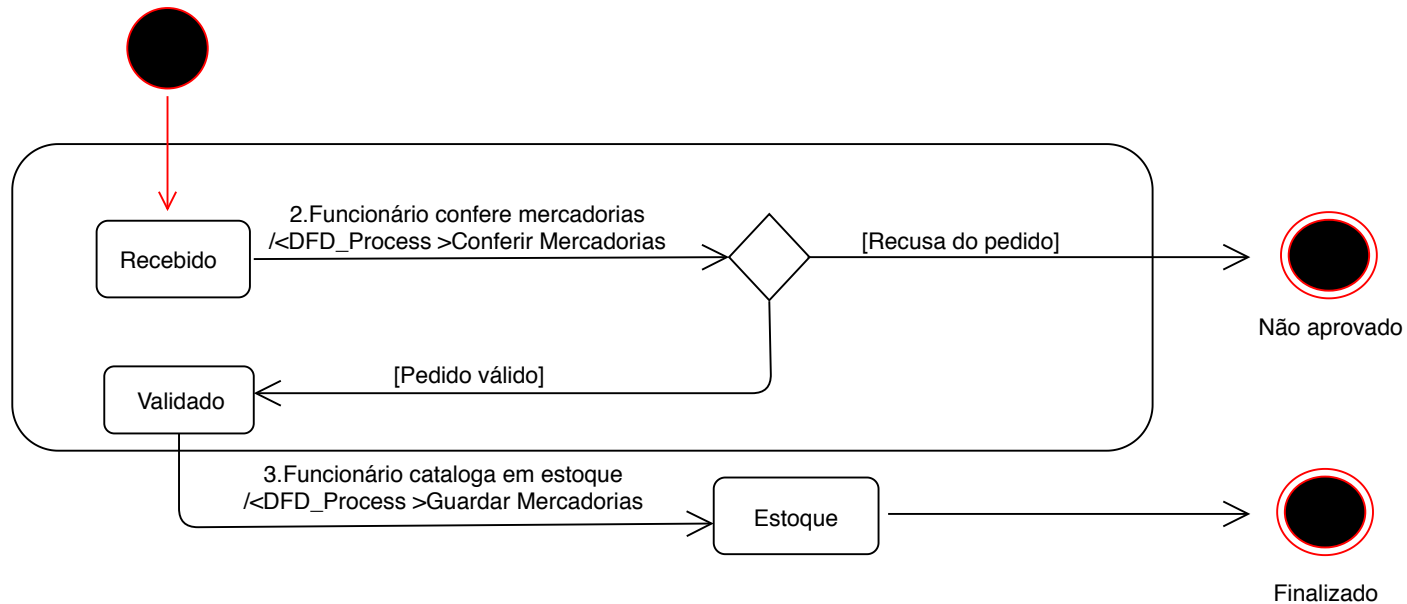 2.Funcionário confere mercadorias
/<DFD_Process >Conferir Mercadorias
[Recusa do pedido]
Recebido
Não aprovado
[Pedido válido]
Validado
3.Funcionário cataloga em estoque
/<DFD_Process >Guardar Mercadorias
Estoque
Finalizado